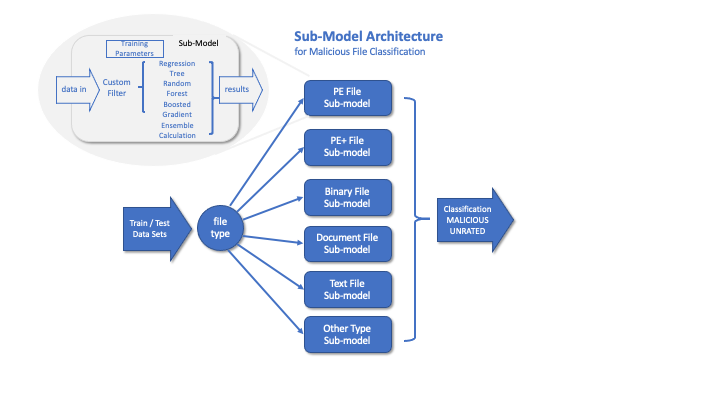 Sub-Model Architecture
for Malicious File Classification
Training
Parameters
Sub-Model
data in
Custom
Filter
Regression
Tree
Random
Forest
Boosted
Gradient
Ensemble
Calculation
results
PE File
Sub-model
PE+ File
Sub-model
Binary File
Sub-model
Document File
Sub-model
Text File
Sub-model
Other Type
Sub-model
Train / Test
Data Sets
file
type
Classification
MALICIOUS
UNRATED